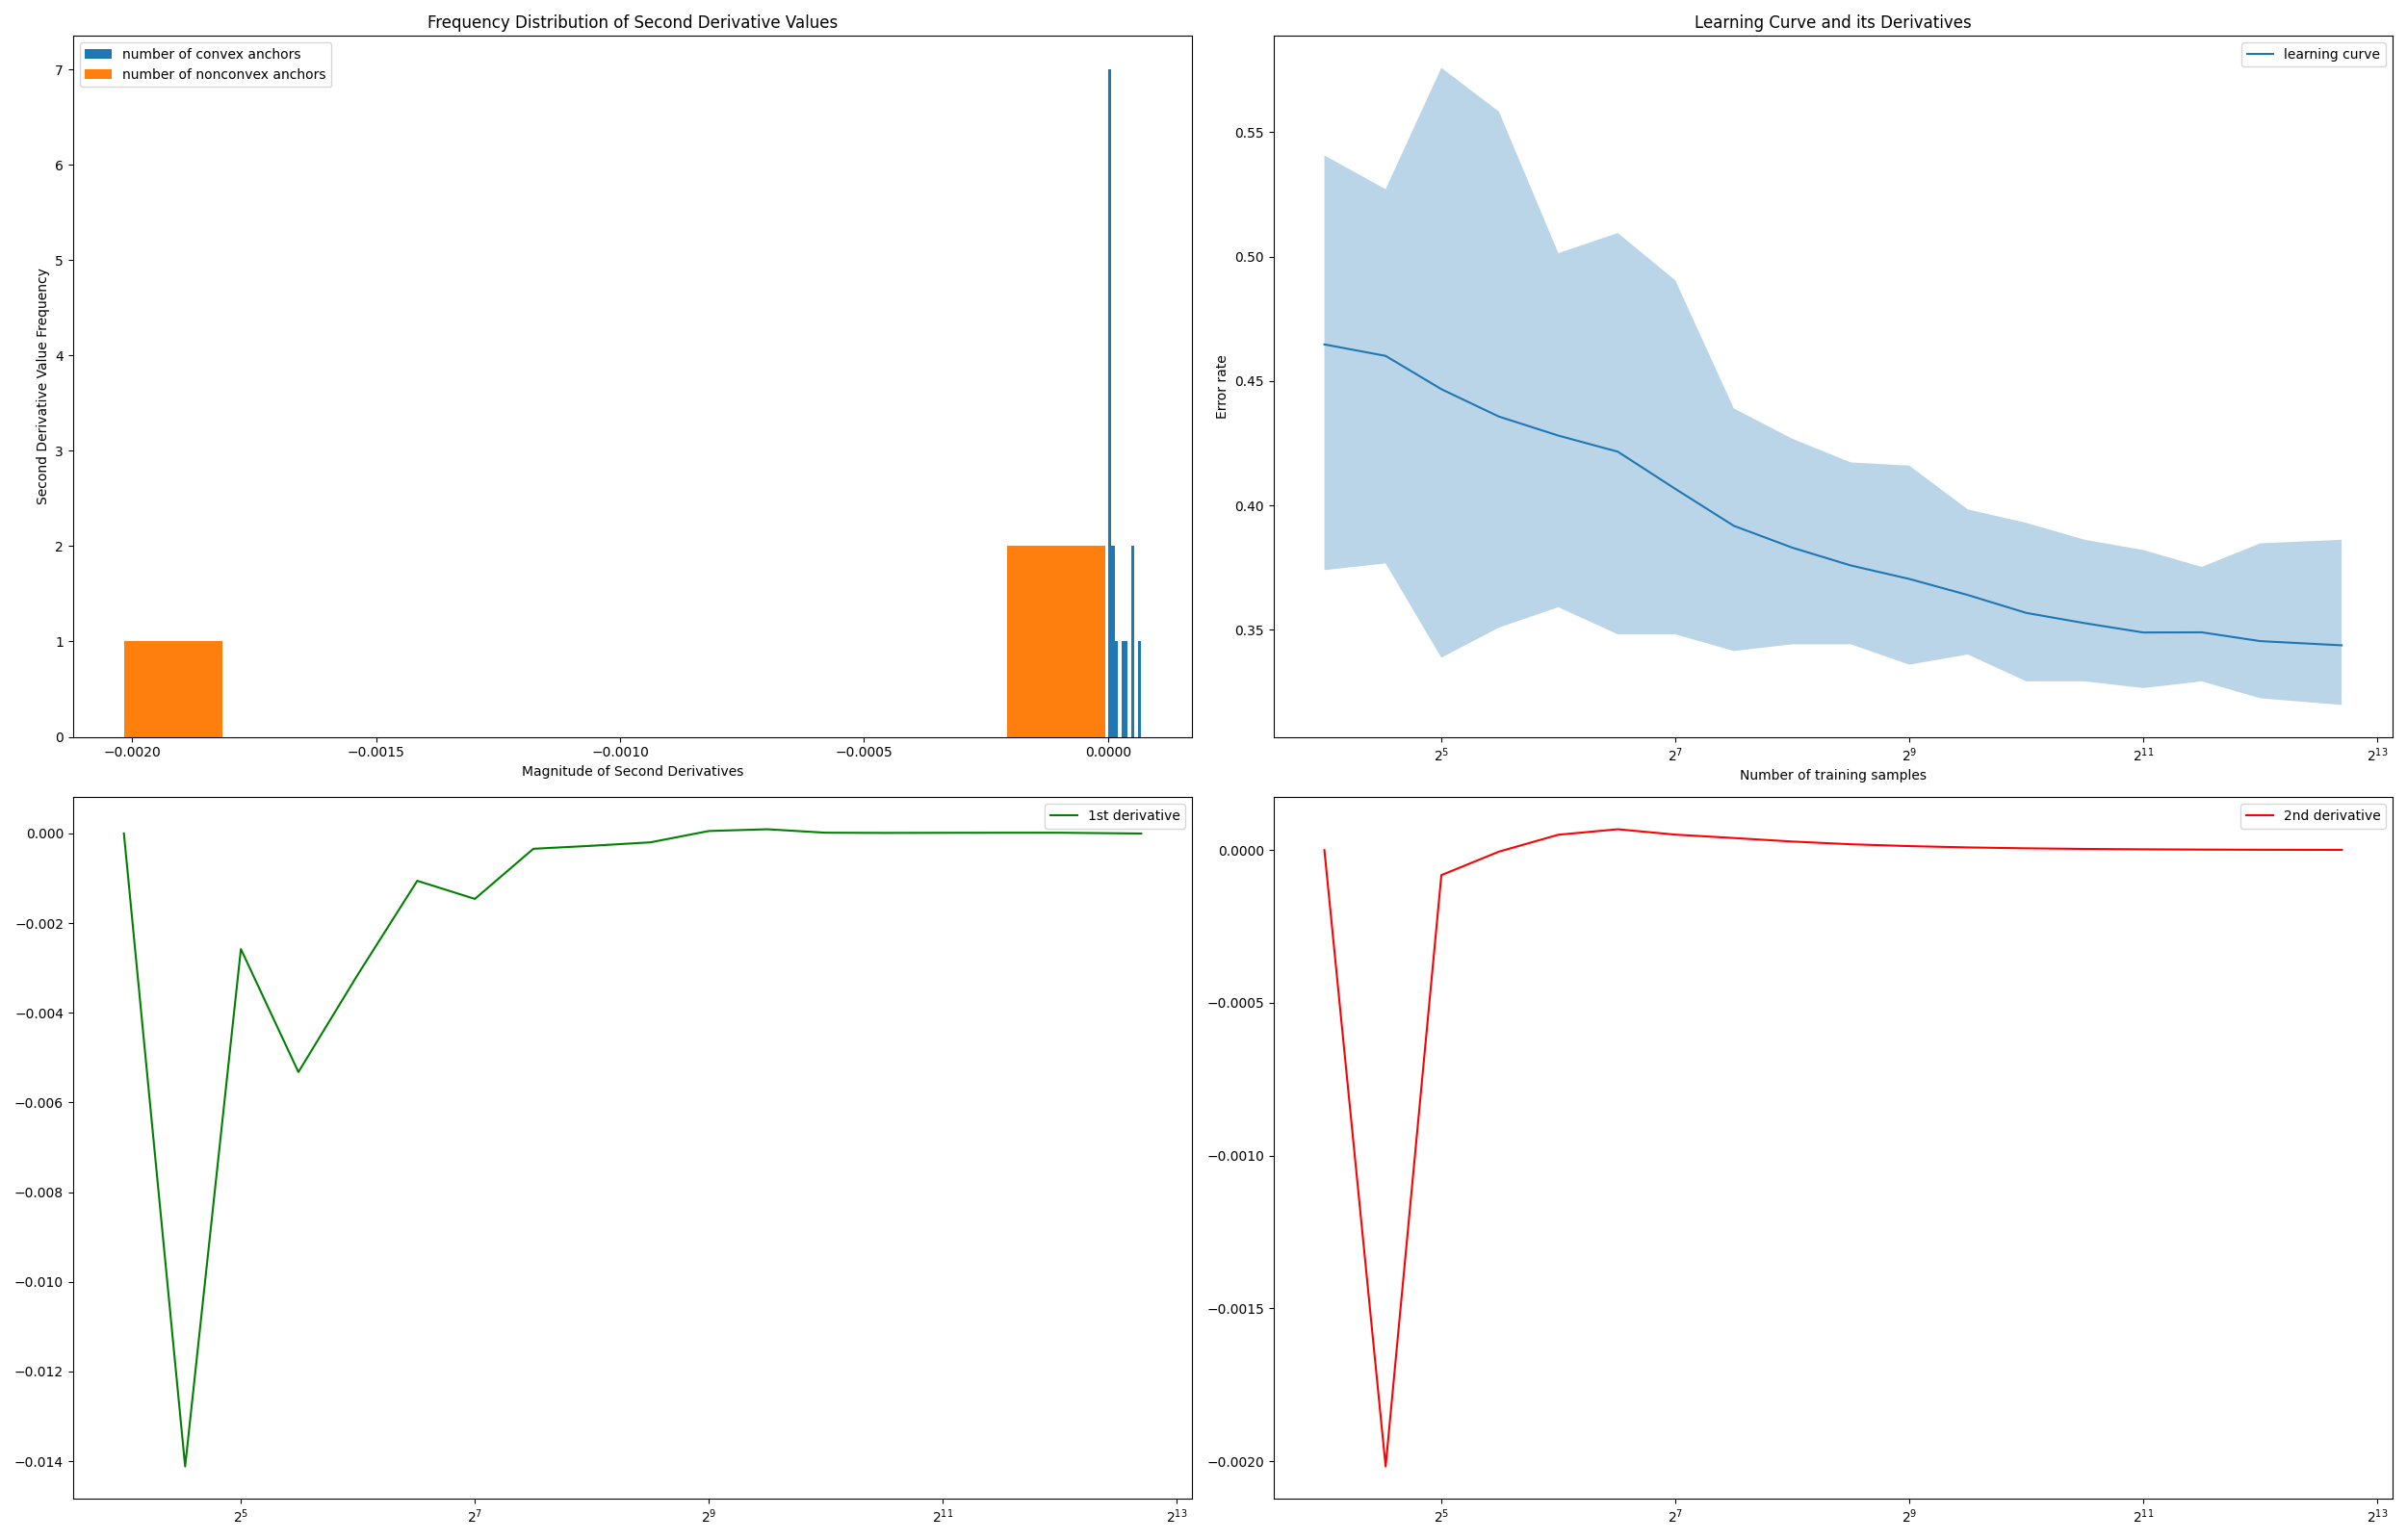 Frequency Distribution of Second Derivative Values
number of convex anchors
number of nonconvex anchors
Second Derivative Value Frequency
7
6
5
4
3
2
1
0
−0.0020 −0.0015 −0.0010 −0.0005 0.0000
Magnitude of Second Derivatives
Learning Curve and its Derivatives
learning curve
Error rate
0.55
0.50
0.45
0.40
0.35
2⁵ 2⁷ 2⁹ 2¹¹ 2¹³
Number of training samples
1st derivative
0.000
−0.002
−0.004
−0.006
−0.008
−0.010
−0.012
−0.014
2⁵ 2⁷ 2⁹ 2¹¹ 2¹³
2nd derivative
0.0000
−0.0005
−0.0010
−0.0015
−0.0020
2⁵ 2⁷ 2⁹ 2¹¹ 2¹³